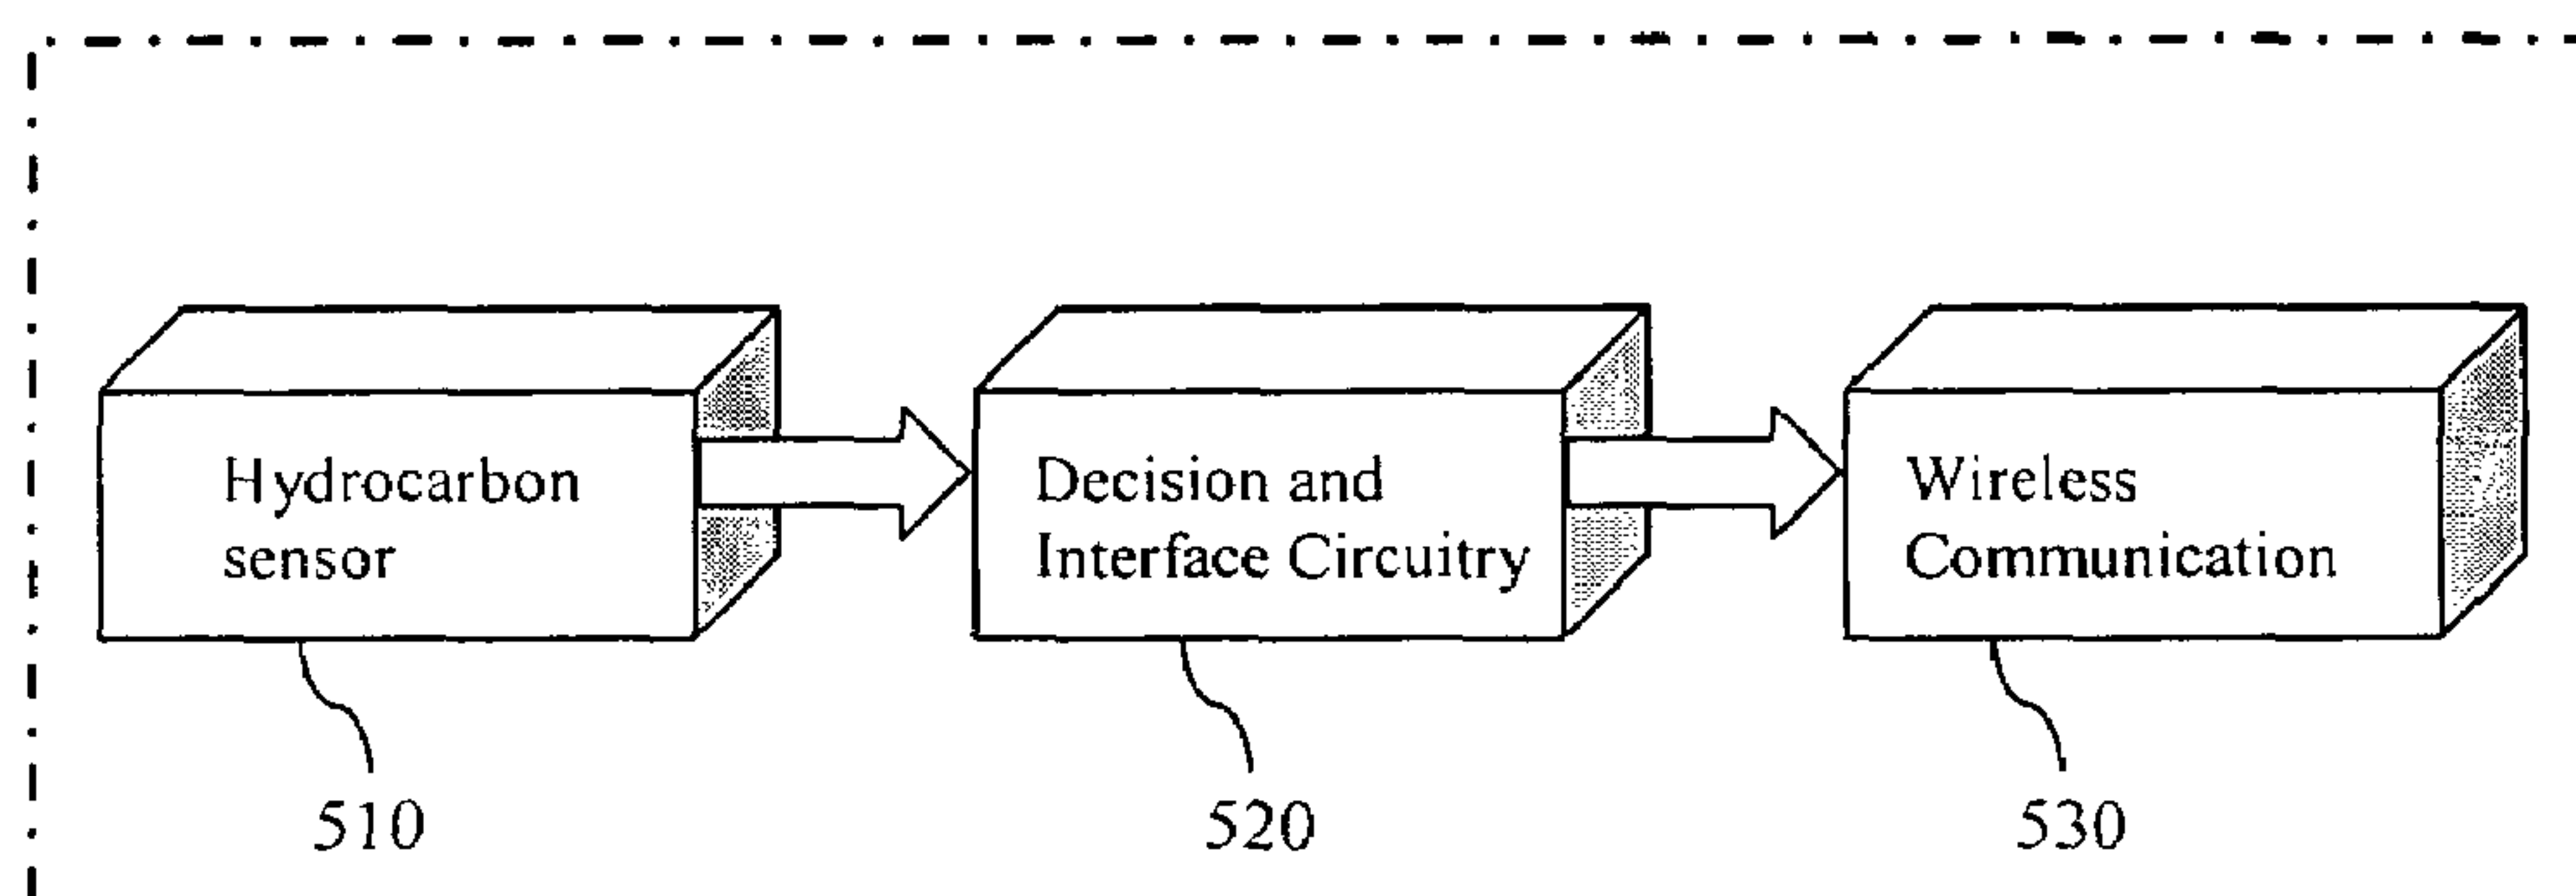 Hydrocarbon
sensor
Decision and
Interface Circuitry
Wireless
Communication
510
520
530